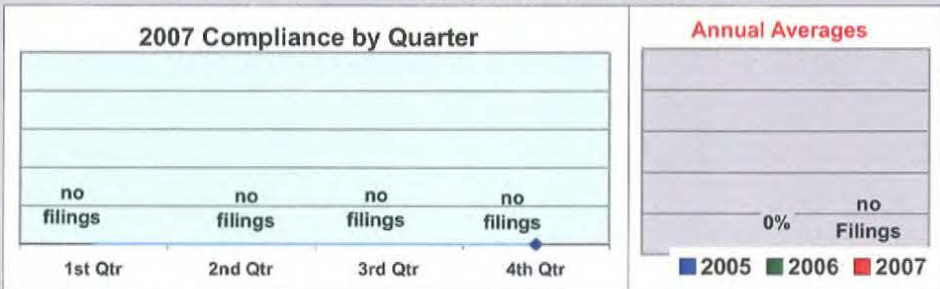 2007 Compliance by Quarter
no
filings
no
filings
no
filings
no
filings
1st Qtr
2nd Qtr
3rd Qtr
4th Qtr
Annual Averages
0%
no
Filings
2005
2006
2007